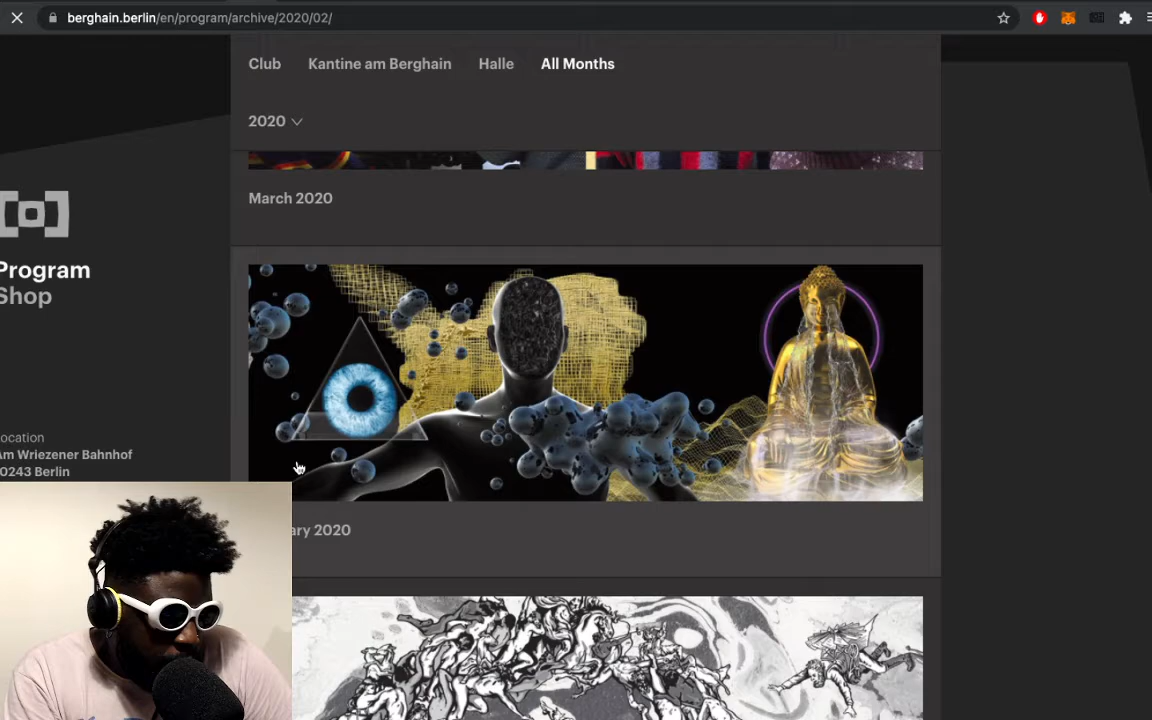 berghain.berlin/en/program/archive/2020/02/
Club Kantine am Berghain Halle All Months
2020
March 2020
Program
Shop
ocation
Am Wriezener Bahnhof
0243 Berlin
ary 2020